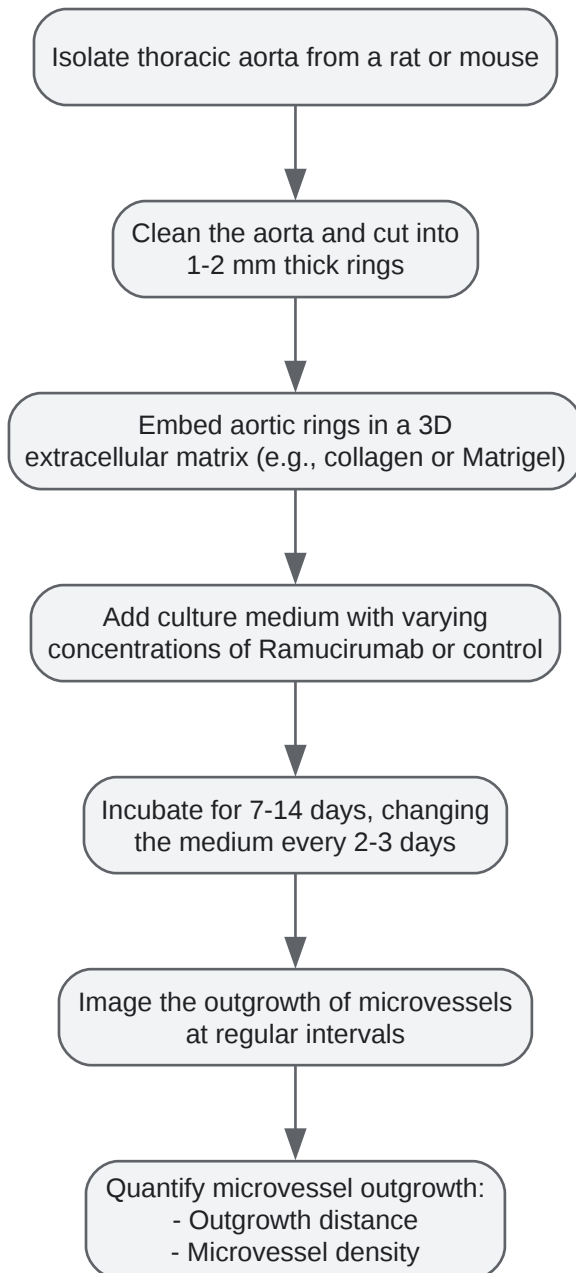 Isolate thoracic aorta from a rat or mouse
Clean the aorta and cut into
1-2 mm thick rings
Embed aortic rings in a 3D
extracellular matrix (e.g., collagen or Matrigel)
Add culture medium with varying
concentrations of Ramucirumab or control
Incubate for 7-14 days, changing
the medium every 2-3 days
Image the outgrowth of microvessels
at regular intervals
Quantify microvessel outgrowth:
- Outgrowth distance
- Microvessel density